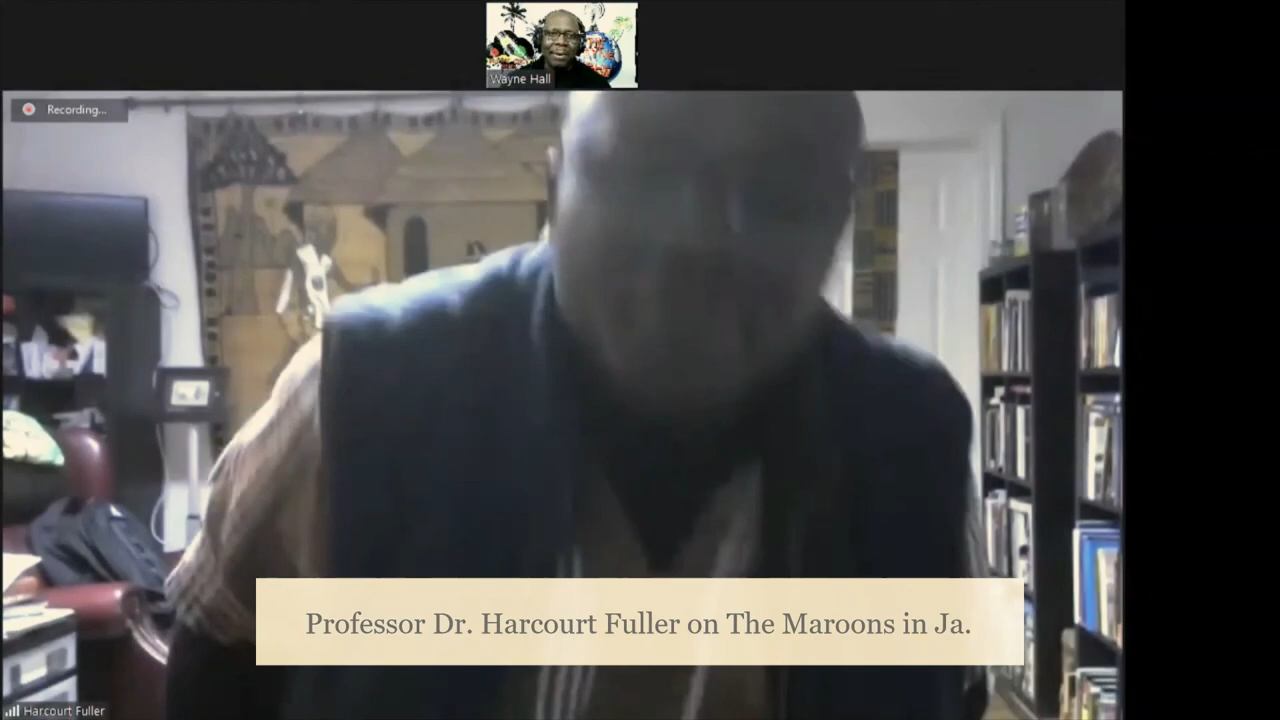 Wayne Hall
Recording...
Professor Dr. Harcourt Fuller on The Maroons in Ja.
Harcourt Fuller